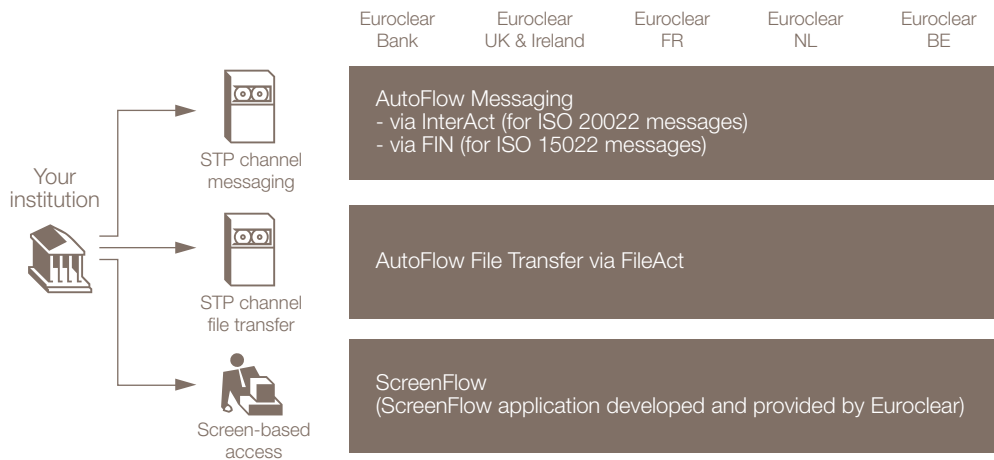 Euroclear Bank
Euroclear UK & Ireland
Euroclear FR
Euroclear NL
Euroclear BE
Your institution
STP channel messaging
AutoFlow Messaging
- via InterAct (for ISO 20022 messages)
- via FIN (for ISO 15022 messages)
STP channel file transfer
AutoFlow File Transfer via FileAct
Screen-based access
ScreenFlow
(ScreenFlow application developed and provided by Euroclear)